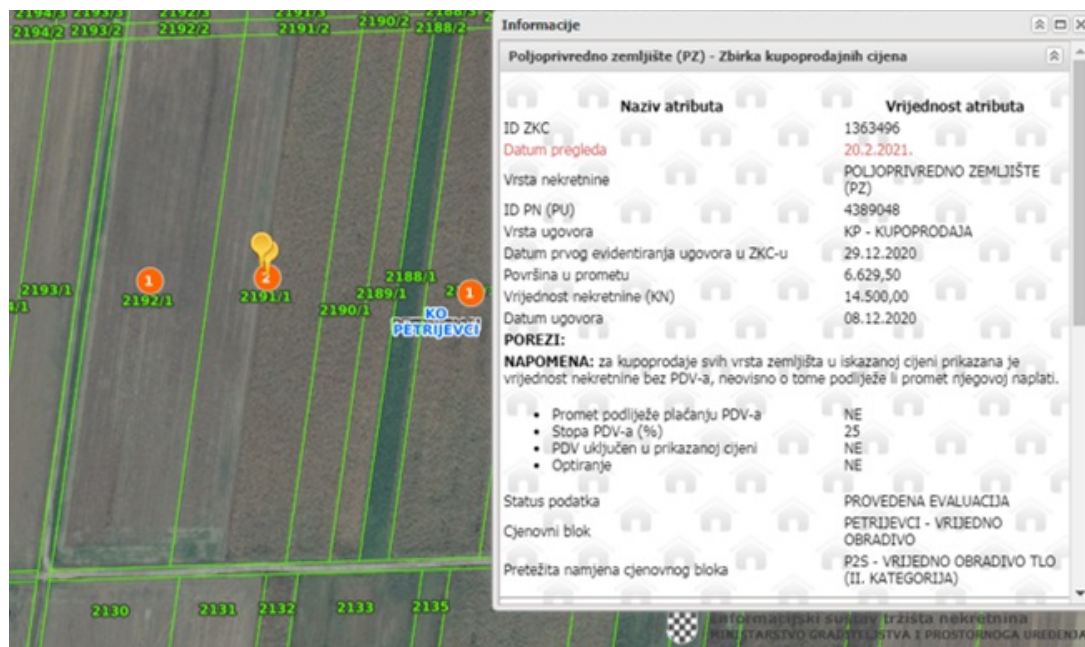 2194/3 2193/3 2192/3 2191/3 2188/3
2194/2 2193/2 2192/2 2191/2 2190/2 2188/2
2193/1
1
2192/1
2
2191/1
2188/1
2189/1
2190/1
1
KO
PETRIJEVCI
2130 2131 2132 2133 2135
Informacije
Poljoprivredno zemljište (PZ) - Zbirka kupoprodajnih cijena
Naziv atributa Vrijednost atributa
ID ZKC 1363496
Datum pregleda 20.2.2021.
Vrsta nekretnine POLJOPRIVREDNO ZEMLJIŠTE
(PZ)
ID PN (PU) 4389048
Vrsta ugovora KP - KUPOPRODAJA
Datum prvog evidentiranja ugovora u ZKC-u 29.12.2020
Površina u prometu 6.629,50
Vrijednost nekretnine (KN) 14.500,00
Datum ugovora 08.12.2020
POREZI:
NAPOMENA: za kupoprodaje svih vrsta zemljišta u iskazanoj cijeni prikazana je
vrijednost nekretnine bez PDV-a, neovisno o tome podliježe li promet njegovoj naplati.
• Promet podliježe plaćanju PDV-a NE
• Stopa PDV-a (%) 25
• PDV uključen u prikazanoj cijeni NE
• Optiranje NE
Status podatka PROVEDENA EVALUACIJA
Cjenovni blok PETRIJEVCI - VRIJEDNO
OBRADIVO
Pretežita namjena cjenovnog bloka P2S - VRIJEDNO OBRADIVO TLO
(II. KATEGORIJA)
Informacijski sustav tržišta nekretnina
MINISTARSTVO GRADITELJSTVA I PROSTORNOGA UREĐENJA